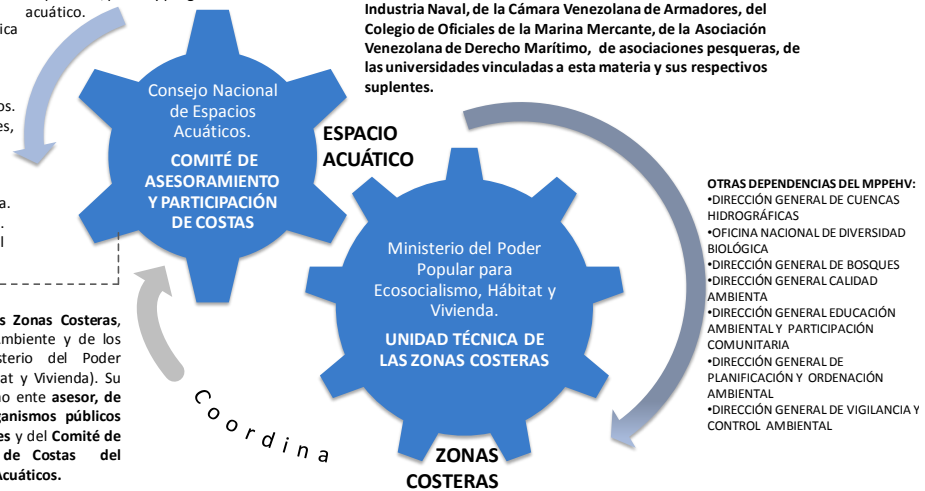 acuático.
ica
os.
es,
a.
.
l
Industria Naval, de la Cámara Venezolana de Armadores, del
Colegio de Oficiales de la Marina Mercante, de la Asociación
Venezolana de Derecho Marítimo, de asociaciones pesqueras, de
las universidades vinculadas a esta materia y sus respectivos
suplentes.
Consejo Nacional
de Espacios
Acuáticos.
COMITÉ DE
ASESORAMIENTO
Y PARTICIPACIÓN
DE COSTAS
ESPACIO
ACUÁTICO
Ministerio del Poder
Popular para
Ecosocialismo, Hábitat y
Vivienda.
UNIDAD TÉCNICA DE
LAS ZONAS COSTERAS
ZONAS
COSTERAS
Coordina
s Zonas Costeras,
mbiente y de los
sterio del Poder
at y Vivienda). Su
no ente asesor, de
ganismos públicos
es y del Comité de
de Costas del
Acuáticos.
OTRAS DEPENDENCIAS DEL MPPEHV:
•DIRECCIÓN GENERAL DE CUENCAS
HIDROGRÁFICAS
•OFICINA NACIONAL DE DIVERSIDAD
BIOLÓGICA
•DIRECCIÓN GENERAL DE BOSQUES
•DIRECCIÓN GENERAL CALIDAD
AMBIENTA
•DIRECCIÓN GENERAL EDUCACIÓN
AMBIENTAL Y PARTICIPACIÓN
COMUNITARIA
•DIRECCIÓN GENERAL DE
PLANIFICACIÓN Y ORDENACIÓN
AMBIENTAL
•DIRECCIÓN GENERAL DE VIGILANCIA Y
CONTROL AMBIENTAL